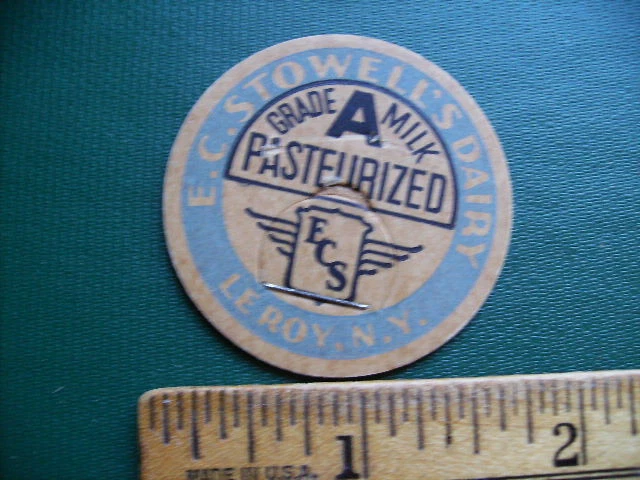 E.C. STOWELL'S DAIRY
GRADE A MILK
PASTEURIZED
ECS
LE ROY, N.Y.
1 2
MADE IN U.S.A.